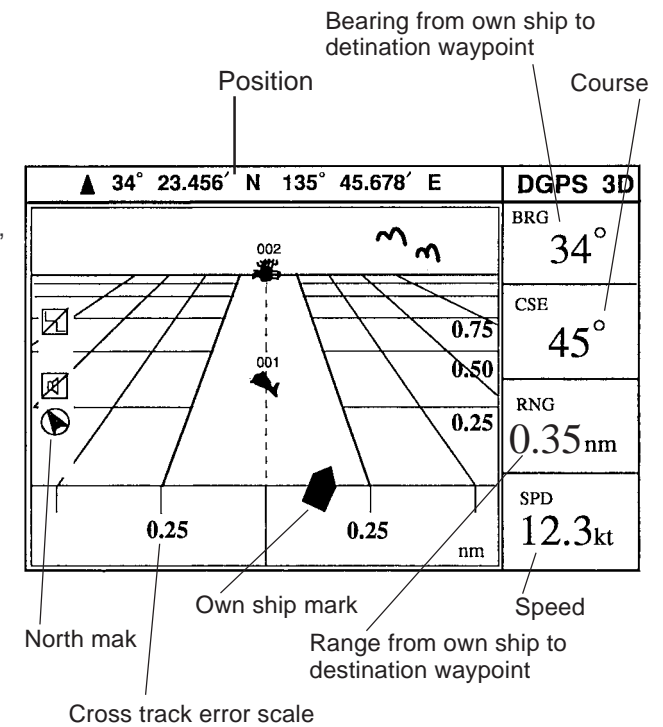 Bearing from own ship to
detination waypoint
Position
Course
34° 23.456′ N 135° 45.678′ E
DGPS 3D
,
BRG
34°
002
CSE
45°
0.75
001
0.50
RNG
0.25
0.35nm
SPD
0.25
0.25
12.3kt
nm
Own ship mark
Speed
North mak
Range from own ship to
destination waypoint
Cross track error scale